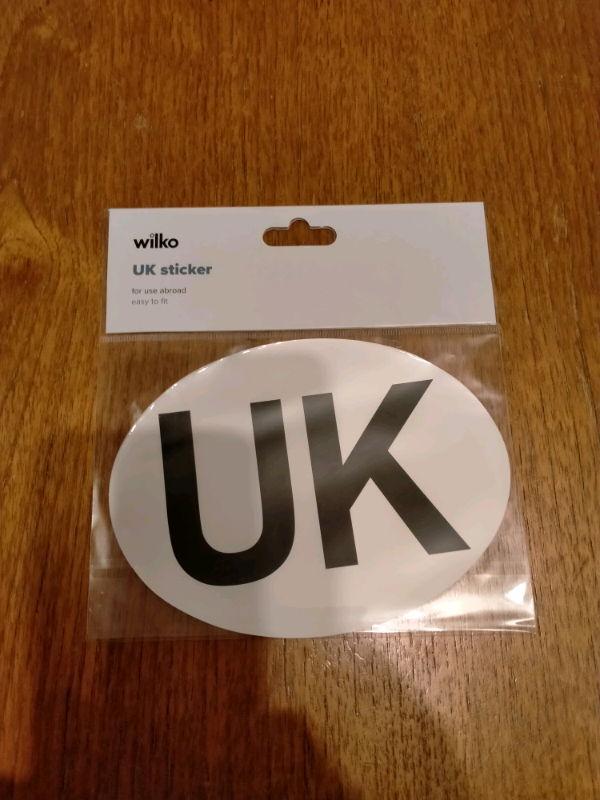 wilko
UK sticker
for use abroad
easy to fit
UK